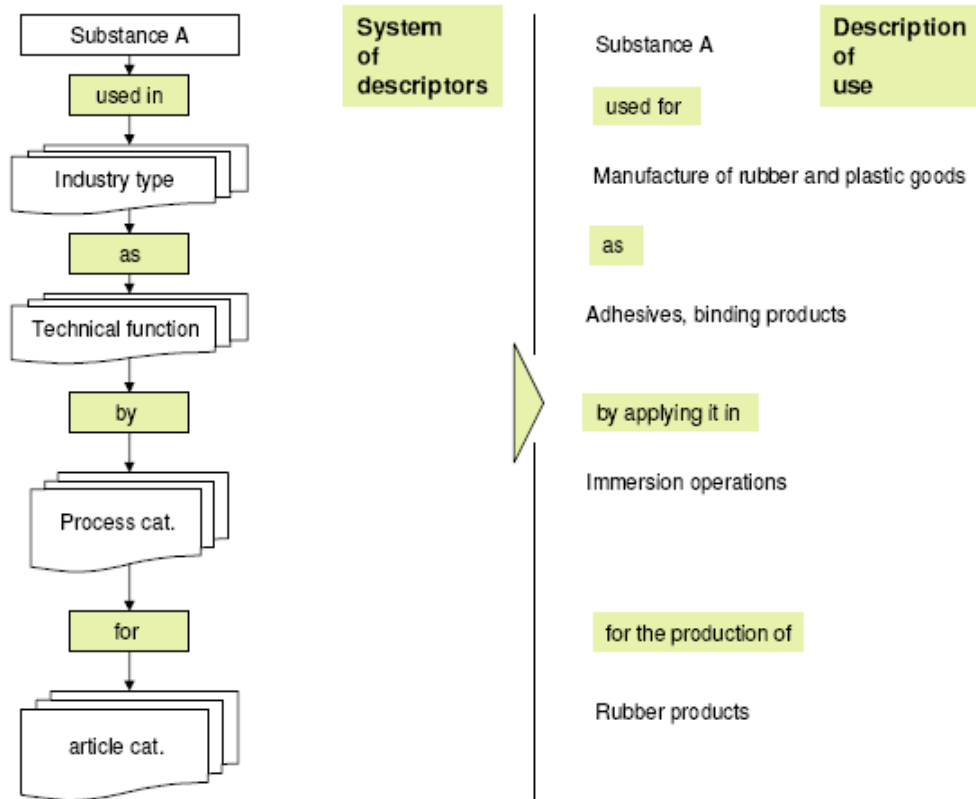 Substance A
used in
Industry type
as
Technical function
by
Process cat.
for
article cat.
System
of
descriptors
Substance A
used for
Manufacture of rubber and plastic goods
as
Adhesives, binding products
by applying it in
Immersion operations
for the production of
Rubber products
Description
of
use